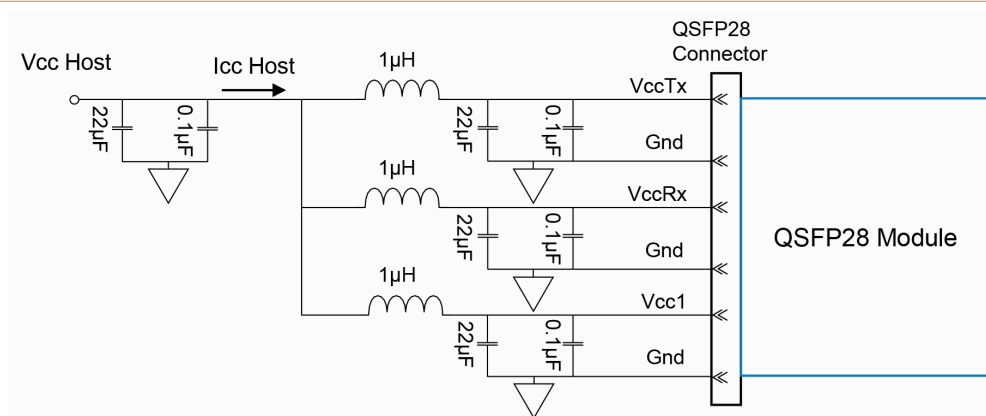 QSFP28
Connector
Vcc Host
Icc Host
1μH
VccTx
22μF
0.1μF
22μF
0.1μF
Gnd
1μH
VccRx
22μF
0.1μF
Gnd
QSFP28 Module
1μH
Vcc1
22μF
0.1μF
Gnd